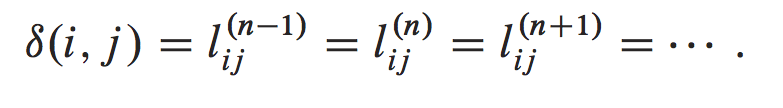 δ(i, j) = l_{ij}^{(n−1)} = l_{ij}^{(n)} = l_{ij}^{(n+1)} = ⋯ .